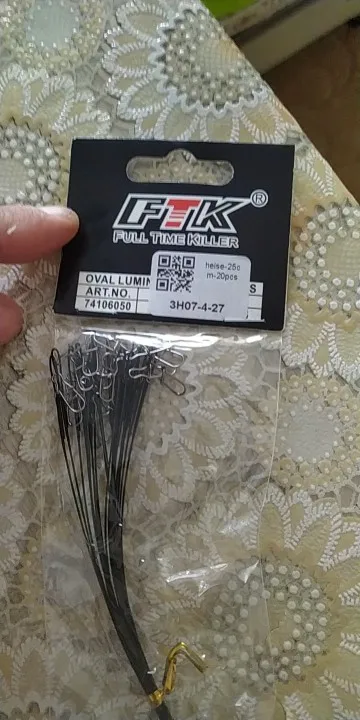 FTK®
FULL TIME KILLER
OVAL LUMIN S
ART.NO.
74106050
heise-25c
m-20pcs
3H07-4-27